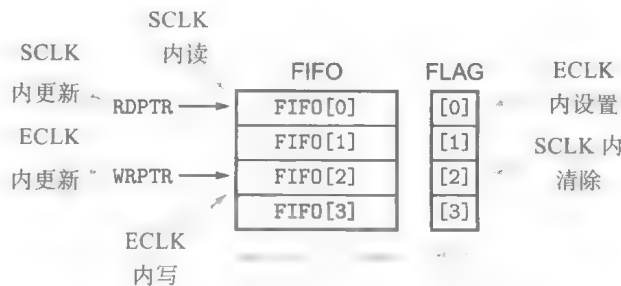 SCLK
内读
SCLK
内更新
FIFO
FLAG
ECLK
内设置
RDPTR
FIFO[0]
[0]
ECLK
内更新
FIFO[1]
[1]
SCLK 内
清除
WRPTR
FIFO[2]
[2]
FIFO[3]
[3]
ECLK
内写